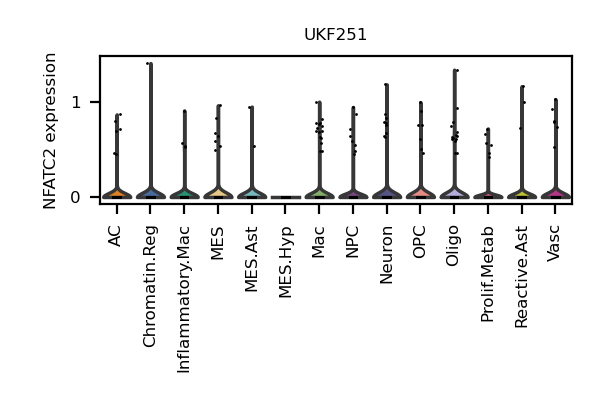 UKF251
NFATC2 expression
1
0
AC
Chromatin.Reg
Inflammatory.Mac
MES
MES.Ast
MES.Hyp
Mac
NPC
Neuron
OPC
Oligo
Prolif.Metab
Reactive.Ast
Vasc